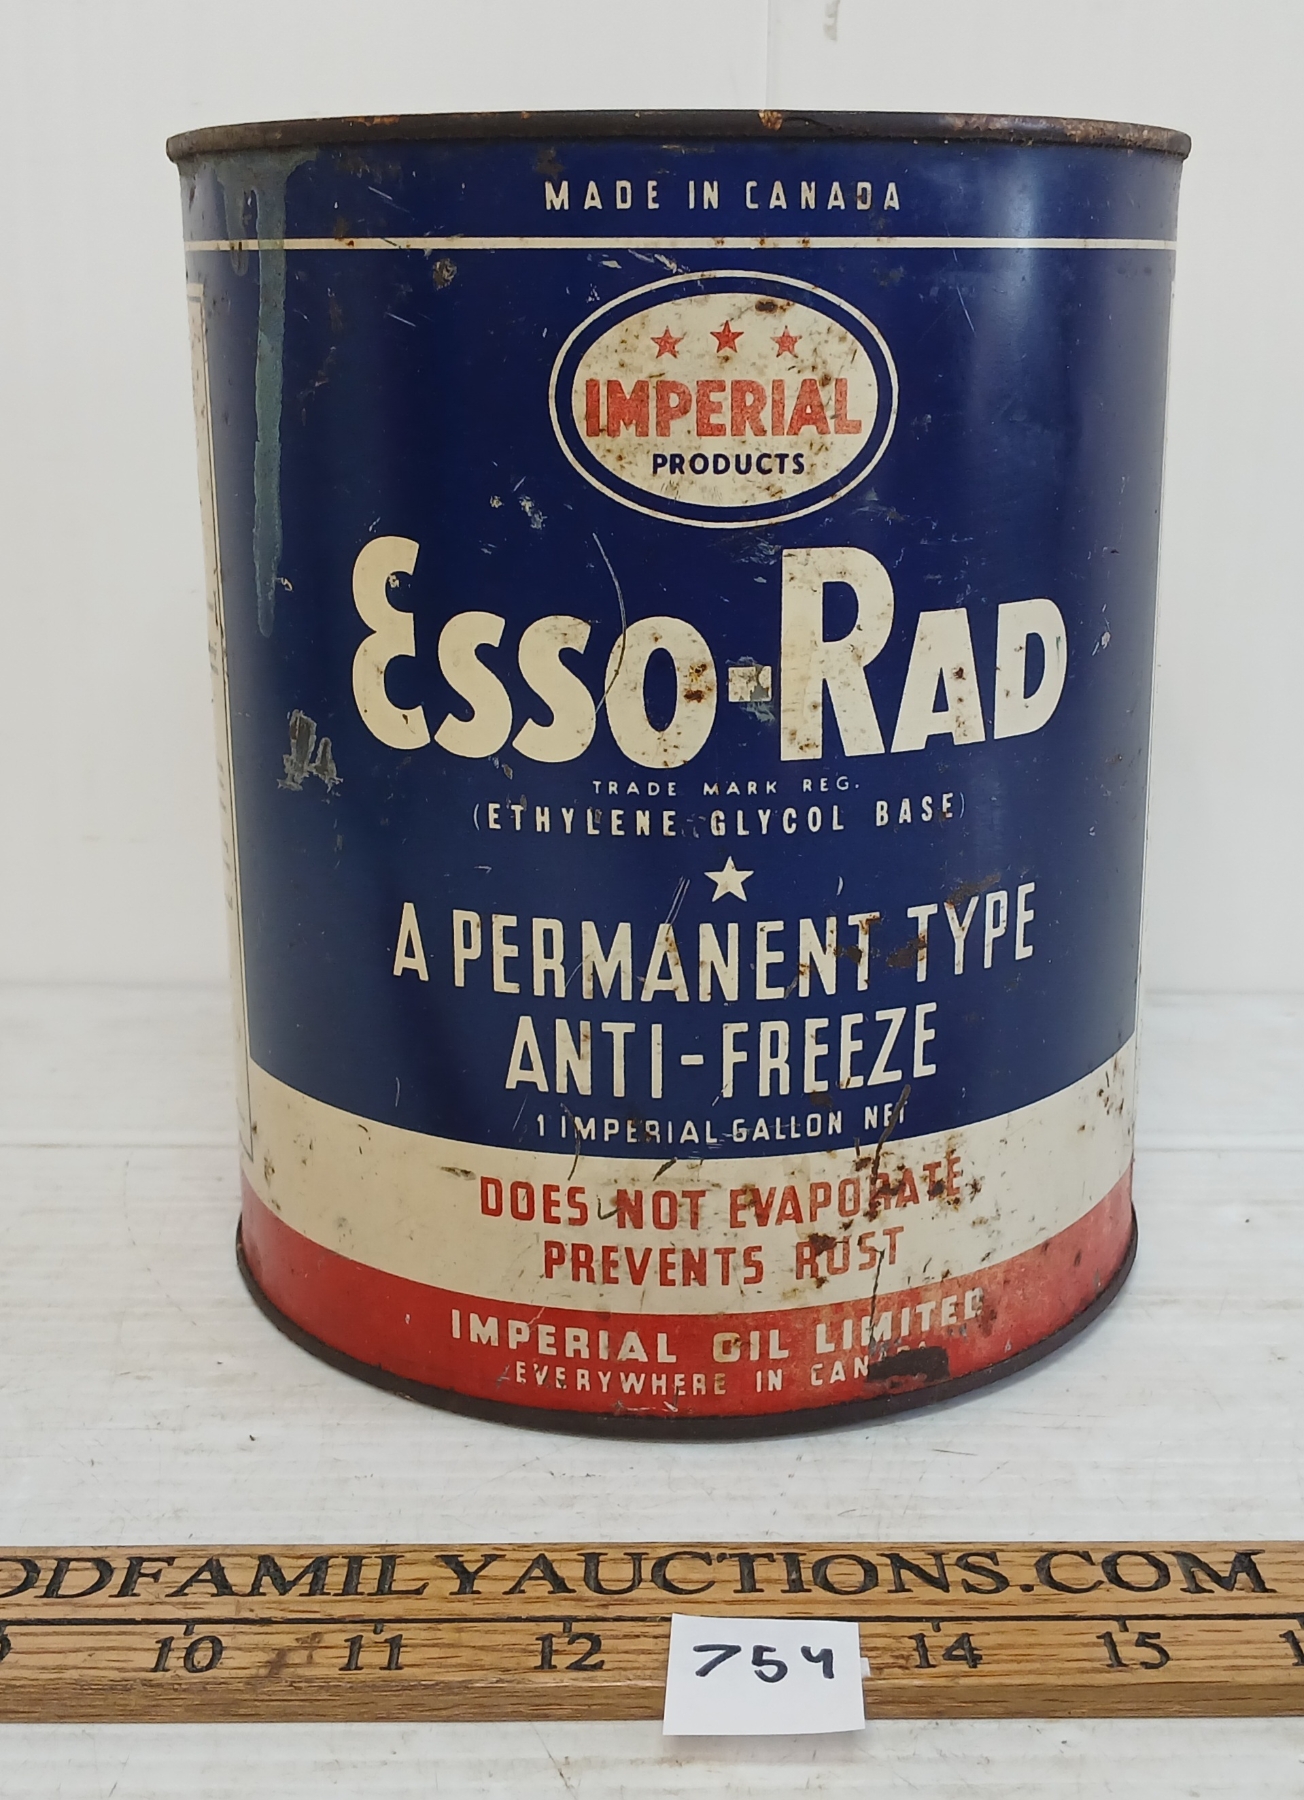 MADE IN CANADA
IMPERIAL
PRODUCTS
ESSO-RAD
TRADE MARK REG.
(ETHYLENE GLYCOL BASE)
A PERMANENT TYPE
ANTI-FREEZE
1 IMPERIAL GALLON NET
DOES NOT EVAPORATE
PREVENTS RUST
IMPERIAL OIL LIMITED
EVERYWHERE IN CANADA
ODFAMILYAUCTIONS.COM
10 11 12 14 15
754